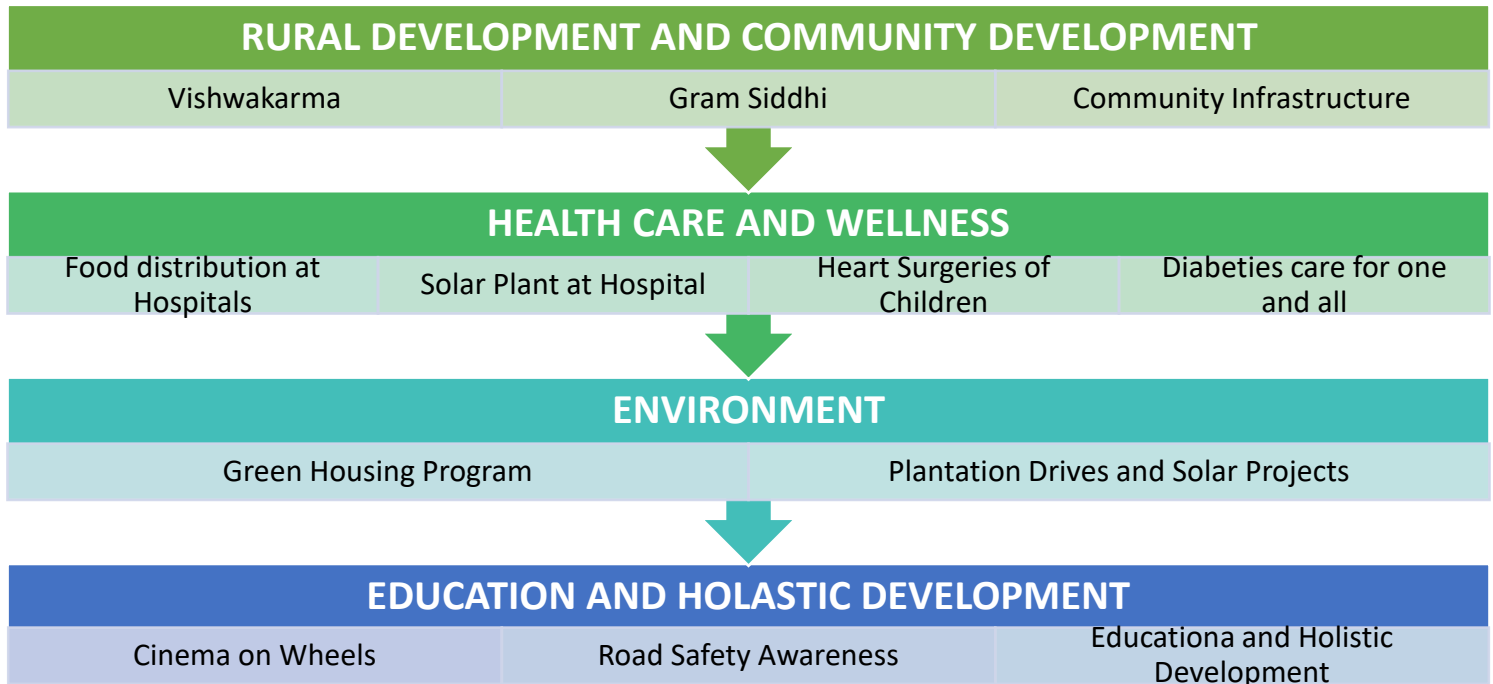 RURAL DEVELOPMENT AND COMMUNITY DEVELOPMENT
Vishwakarma
Gram Siddhi
Community Infrastructure
HEALTH CARE AND WELLNESS
Food distribution at
Hospitals
Solar Plant at Hospital
Heart Surgeries of
Children
Diabeties care for one
and all
ENVIRONMENT
Green Housing Program
Plantation Drives and Solar Projects
EDUCATION AND HOLASTIC DEVELOPMENT
Cinema on Wheels
Road Safety Awareness
Educationa and Holistic
Development